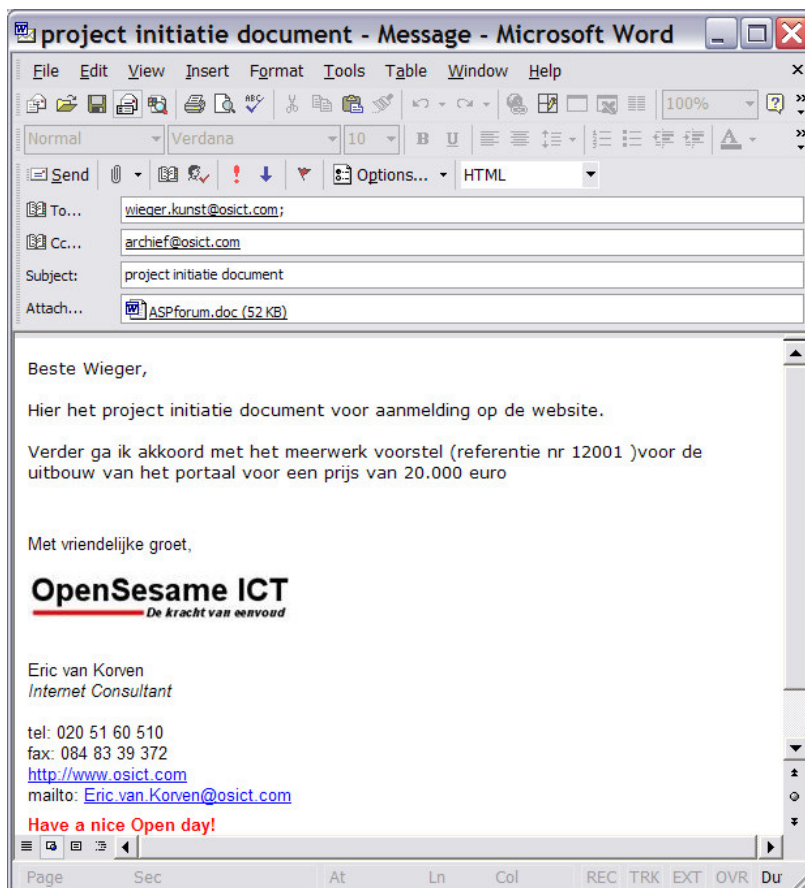 project initiatie document - Message - Microsoft Word
File Edit View Insert Format Tools Table Window Help
100%
Normal Verdana 10 B U A
Send Options... HTML
To... wieger.kunst@osict.com;
Cc... archief@osict.com
Subject: project initiatie document
Attach... ASPforum.doc (52 KB)
Beste Wieger,
Hier het project initiatie document voor aanmelding op de website.
Verder ga ik akkoord met het meerwerk voorstel (referentie nr 12001 )voor de
uitbouw van het portaal voor een prijs van 20.000 euro
Met vriendelijke groet,
OpenSesame ICT
De kracht van eenvoud
Eric van Korven
Internet Consultant
tel: 020 51 60 510
fax: 084 83 39 372
http://www.osict.com
mailto: Eric.van.Korven@osict.com
Have a nice Open day!
Page Sec At Ln Col REC TRK EXT OVR Du